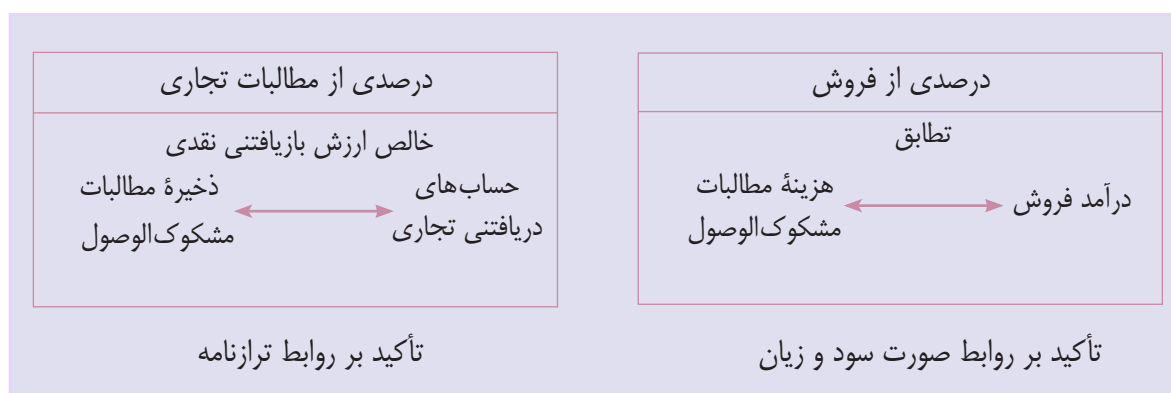 درصدی از فروش
تطابق
درآمد فروش
هزینهٔ مطالبات
مشکوک‌الوصول
تأکید بر روابط صورت سود و زیان
درصدی از مطالبات تجاری
خالص ارزش بازیافتنی نقدی
حساب‌های
دریافتنی تجاری
ذخیرهٔ مطالبات
مشکوک‌الوصول
تأکید بر روابط ترازنامه